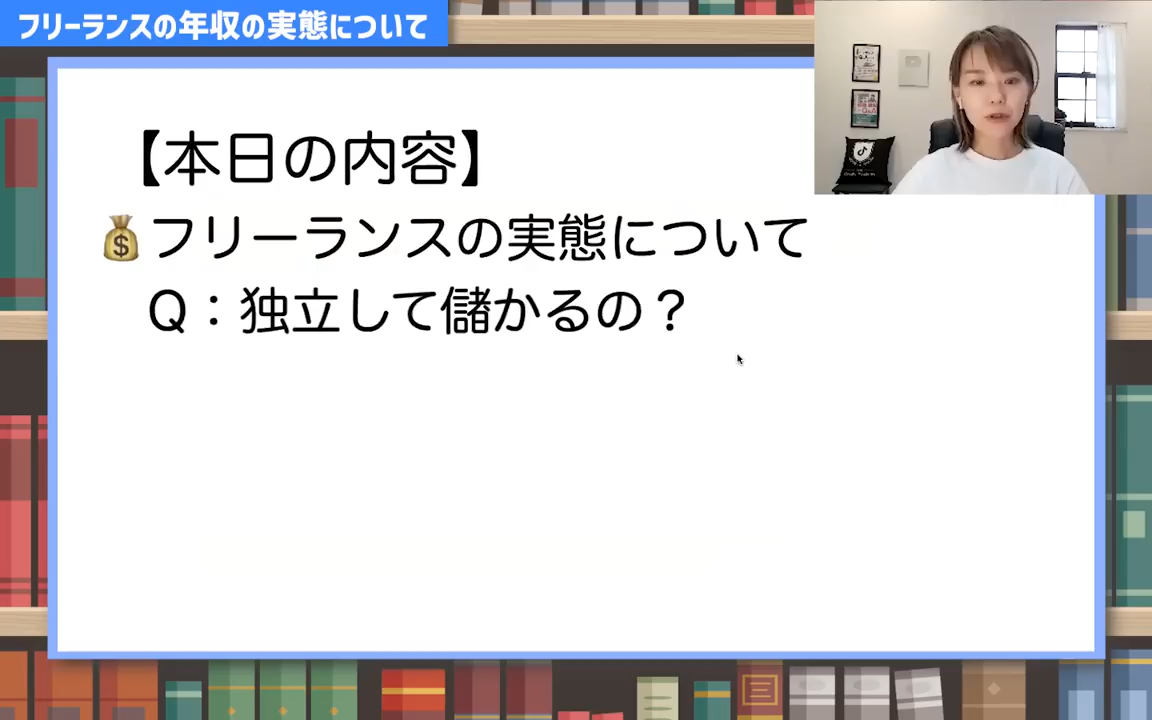 フリーランスの年収の実態について
【本日の内容】
💰フリーランスの実態について
Q：独立して儲かるの？